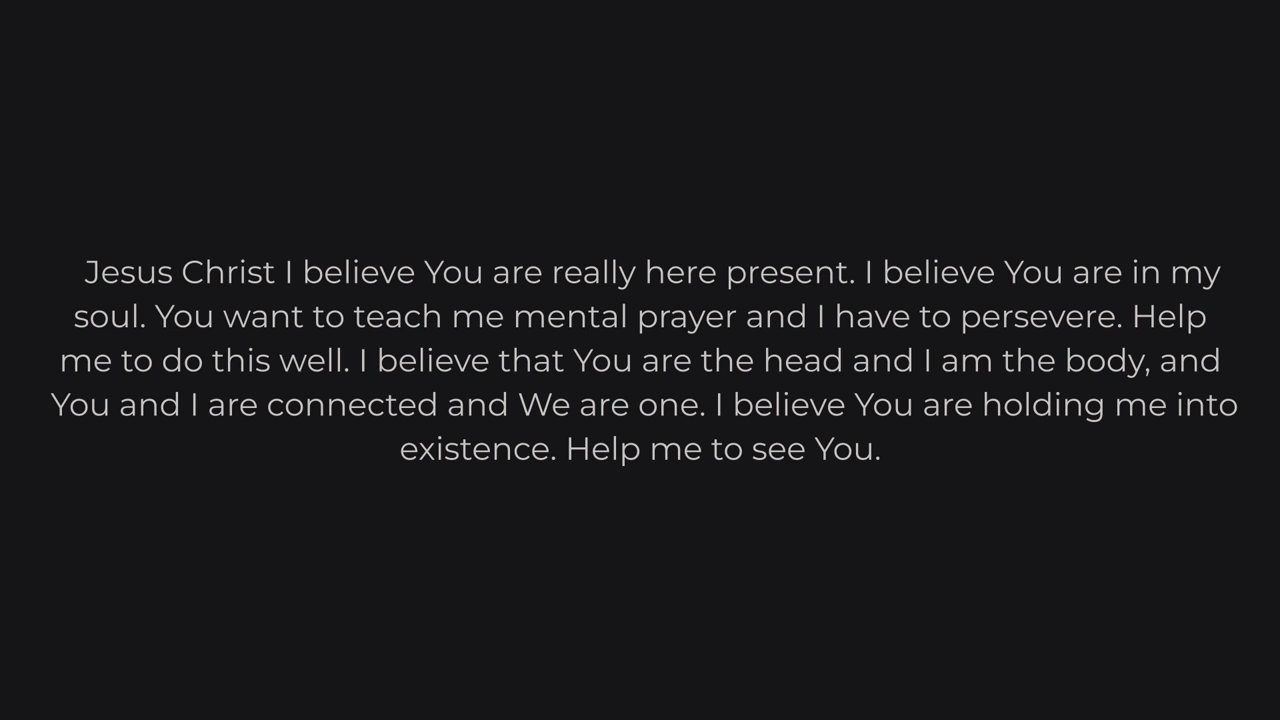 Jesus Christ I believe You are really here present. I believe You are in my
soul. You want to teach me mental prayer and I have to persevere. Help
me to do this well. I believe that You are the head and I am the body, and
You and I are connected and We are one. I believe You are holding me into
existence. Help me to see You.